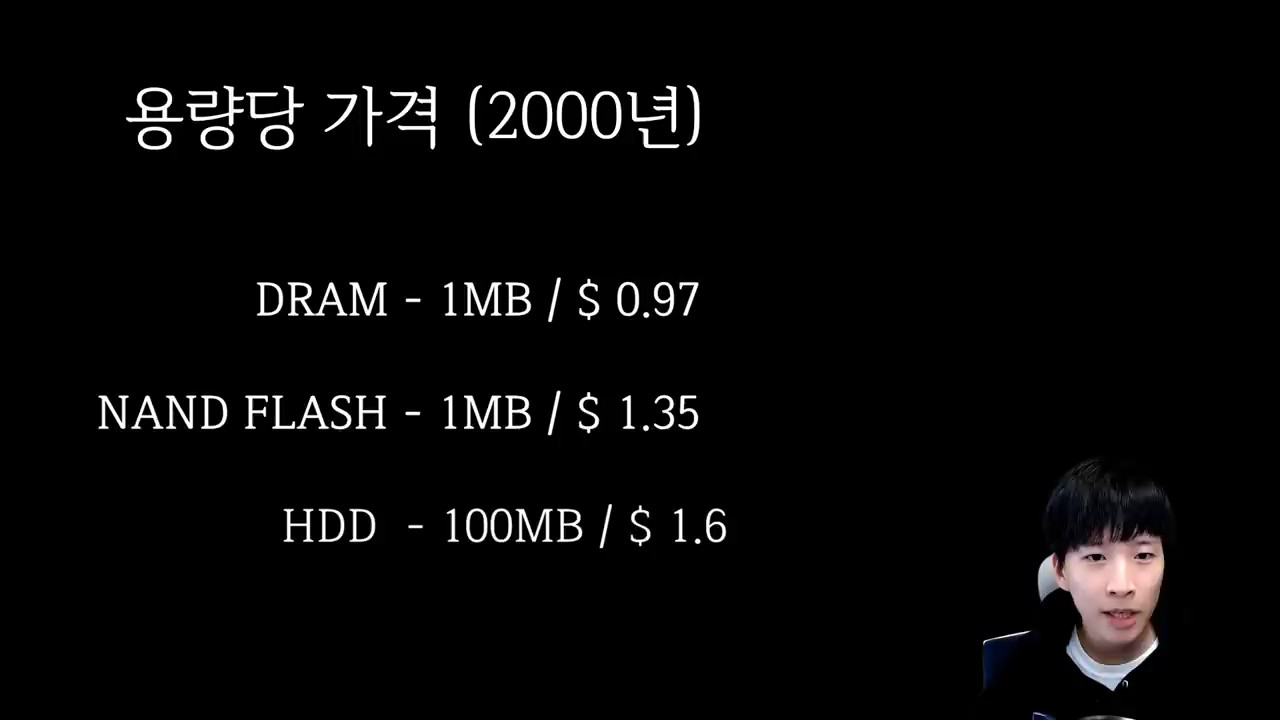 용량당 가격 (2000년)
DRAM - 1MB / $ 0.97
NAND FLASH - 1MB / $ 1.35
HDD - 100MB / $ 1.6